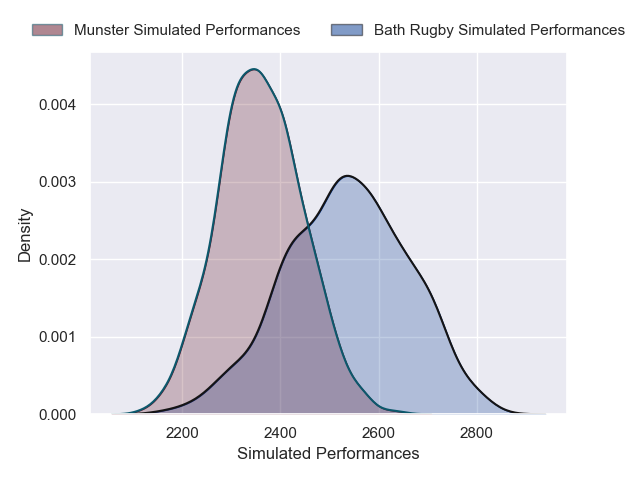 Munster Simulated Performances
Bath Rugby Simulated Performances
0.004
0.003
0.002
0.001
0.000
Density
2200
2400
2600
2800
Simulated Performances